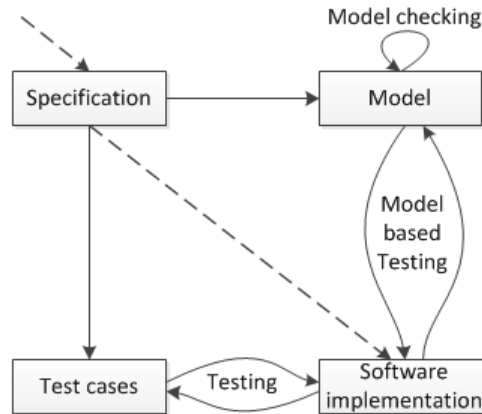 Model checking
Specification
Model
Model
based
Testing
Test cases
Testing
Software
implementation